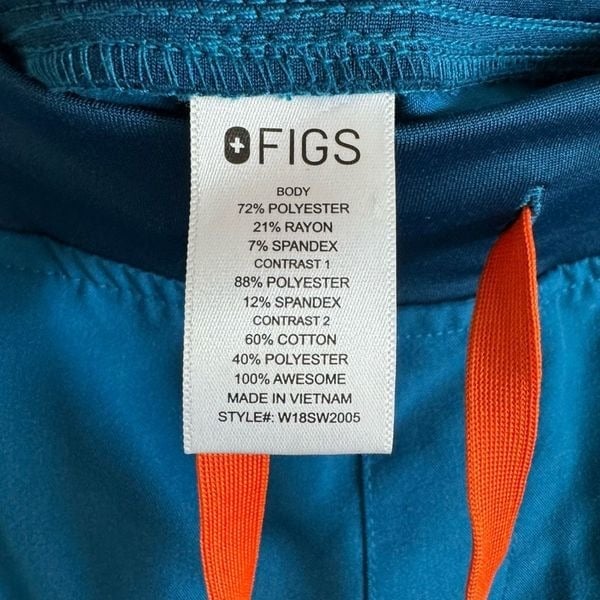 FIGS
BODY
72% POLYESTER
21% RAYON
7% SPANDEX
CONTRAST 1
88% POLYESTER
12% SPANDEX
CONTRAST 2
60% COTTON
40% POLYESTER
100% AWESOME
MADE IN VIETNAM
STYLE#: W18SW2005